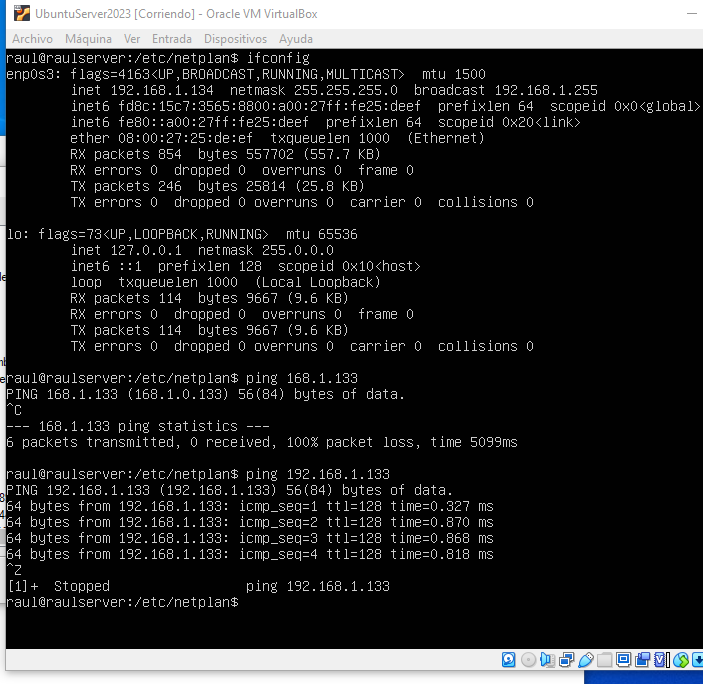 UbuntuServer2023 [Corriendo] - Oracle VM VirtualBox
Archivo Máquina Ver Entrada Dispositivos Ayuda
raul@raulserver:/etc/netplan$ ifconfig
enp0s3: flags=4163<UP,BROADCAST,RUNNING,MULTICAST>  mtu 1500
        inet 192.168.1.134  netmask 255.255.255.0  broadcast 192.168.1.255
        inet6 fd8c:15c7:3565:8800:a00:27ff:fe25:deef  prefixlen 64  scopeid 0x0<global>
        inet6 fe80::a00:27ff:fe25:deef  prefixlen 64  scopeid 0x20<link>
        ether 08:00:27:25:de:ef  txqueuelen 1000  (Ethernet)
        RX packets 854  bytes 557702 (557.7 KB)
        RX errors 0  dropped 0  overruns 0  frame 0
        TX packets 246  bytes 25814 (25.8 KB)
        TX errors 0  dropped 0 overruns 0  carrier 0  collisions 0
lo: flags=73<UP,LOOPBACK,RUNNING>  mtu 65536
        inet 127.0.0.1  netmask 255.0.0.0
        inet6 ::1  prefixlen 128  scopeid 0x10<host>
        loop  txqueuelen 1000  (Local Loopback)
        RX packets 114  bytes 9667 (9.6 KB)
        RX errors 0  dropped 0  overruns 0  frame 0
        TX packets 114  bytes 9667 (9.6 KB)
        TX errors 0  dropped 0 overruns 0  carrier 0  collisions 0
raul@raulserver:/etc/netplan$ ping 168.1.133
PING 168.1.133 (168.1.0.133) 56(84) bytes of data.
^C
--- 168.1.133 ping statistics ---
6 packets transmitted, 0 received, 100% packet loss, time 5099ms
raul@raulserver:/etc/netplan$ ping 192.168.1.133
PING 192.168.1.133 (192.168.1.133) 56(84) bytes of data.
64 bytes from 192.168.1.133: icmp_seq=1 ttl=128 time=0.327 ms
64 bytes from 192.168.1.133: icmp_seq=2 ttl=128 time=0.870 ms
64 bytes from 192.168.1.133: icmp_seq=3 ttl=128 time=0.868 ms
64 bytes from 192.168.1.133: icmp_seq=4 ttl=128 time=0.818 ms
^Z
[1]+  Stopped                 ping 192.168.1.133
raul@raulserver:/etc/netplan$